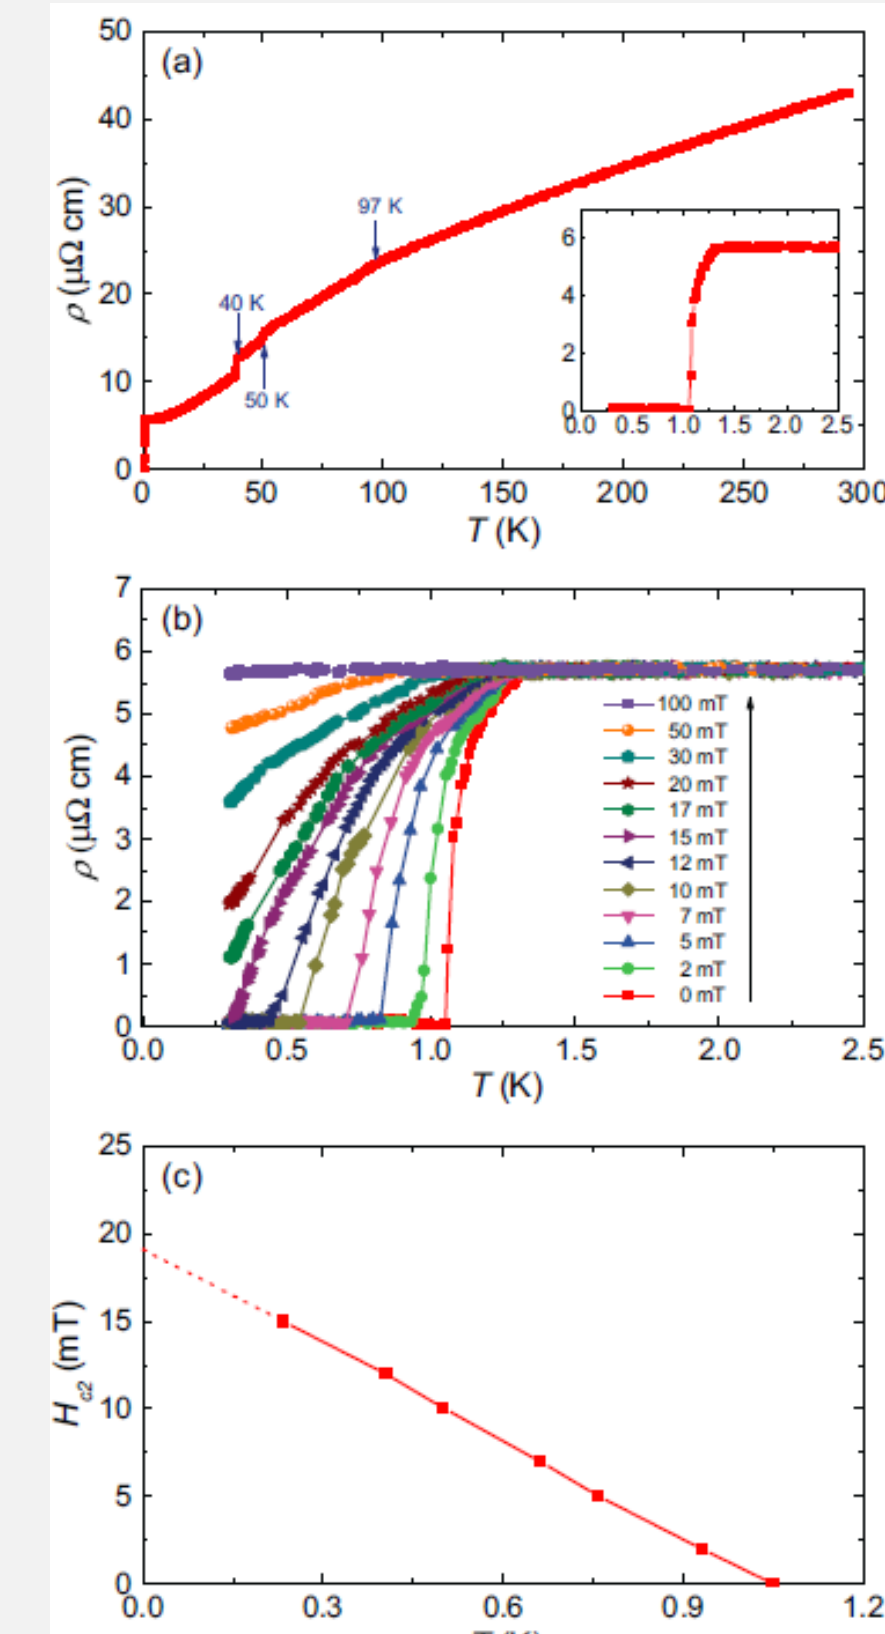 (a)
50
40
30
20
10
0
ρ (μΩ cm)
97 K
40 K
50 K
6
4
2
0
0.0 0.5 1.0 1.5 2.0 2.5
0 50 100 150 200 250 300
T (K)
(b)
7
6
5
4
3
2
1
0
ρ (μΩ cm)
100 mT
50 mT
30 mT
20 mT
17 mT
15 mT
12 mT
10 mT
7 mT
5 mT
2 mT
0 mT
0.0 0.5 1.0 1.5 2.0 2.5
T (K)
(c)
25
20
15
10
5
0
H_c2 (mT)
0.0 0.3 0.6 0.9 1.2